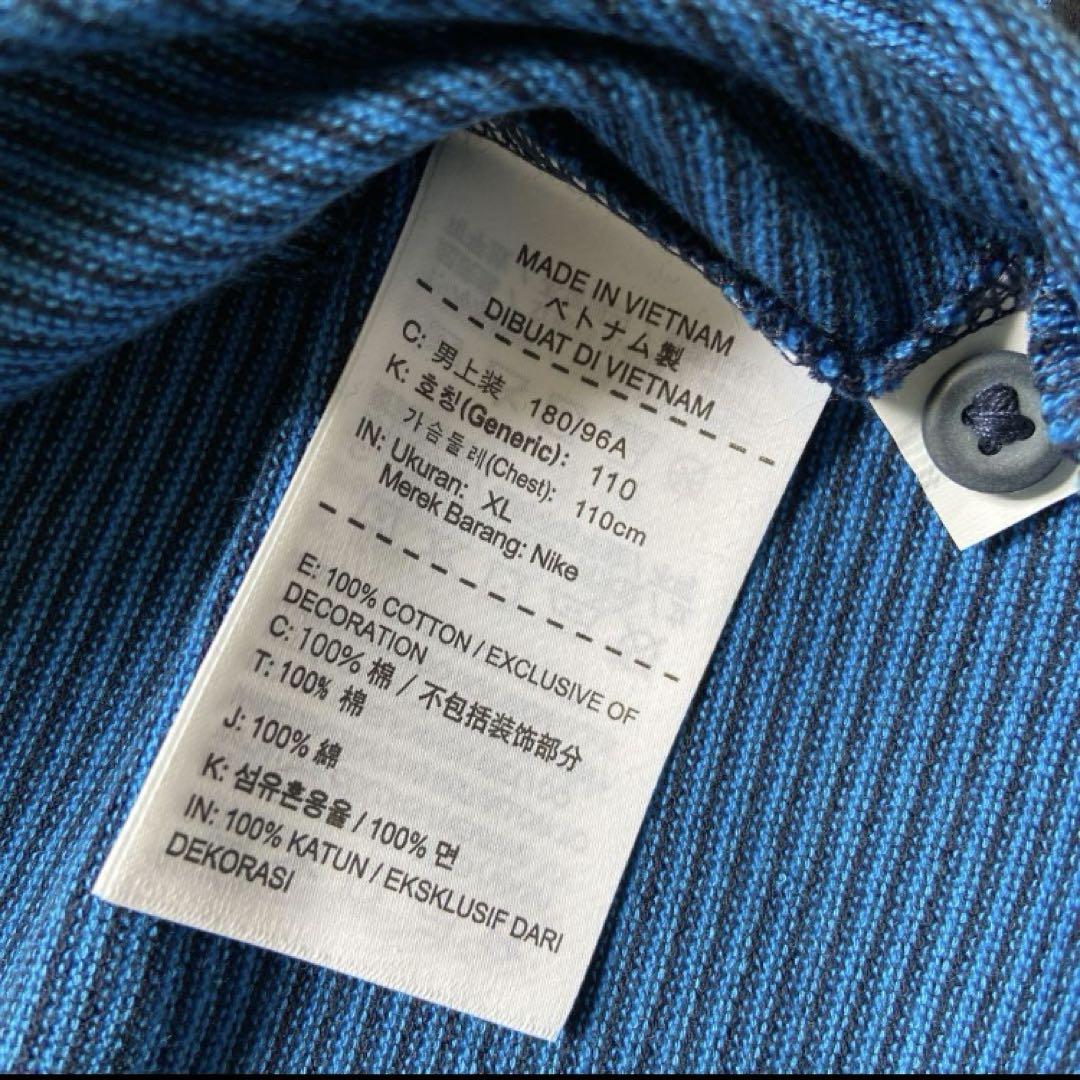 MADE IN VIETNAM
ベトナム製
DIBUAT DI VIETNAM
C: 男上装 180/96A
K: 호칭(Generic): 110
가슴둘레(Chest): 110cm
IN: Ukuran: XL
Merek Barang: Nike
E: 100% COTTON / EXCLUSIVE OF
DECORATION
C: 100% 棉 / 不包括装饰部分
T: 100% 棉
J: 100% 綿
K: 섬유혼용율 / 100% 면
IN: 100% KATUN / EKSKLUSIF DARI
DEKORASI